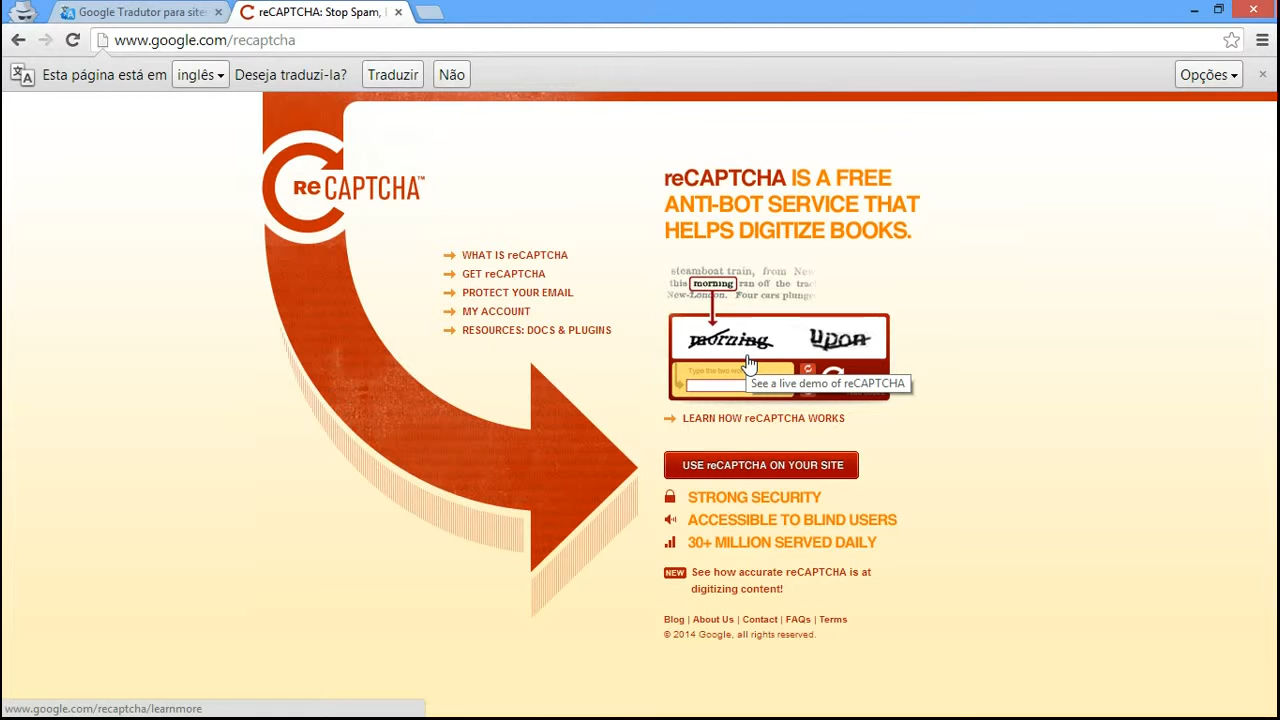 Google Tradutor para site
reCAPTCHA: Stop Spam,
www.google.com/recaptcha
Esta página está em inglês Deseja traduzi-la? Traduzir Não Opções
reCAPTCHA™
reCAPTCHA IS A FREE
ANTI-BOT SERVICE THAT
HELPS DIGITIZE BOOKS.
WHAT IS reCAPTCHA
GET reCAPTCHA
PROTECT YOUR EMAIL
MY ACCOUNT
RESOURCES: DOCS & PLUGINS
steamboat train, from New
this morning ran off the trac
New-London. Four cars plunge
morning upon
Type the two wo
See a live demo of reCAPTCHA
LEARN HOW reCAPTCHA WORKS
USE reCAPTCHA ON YOUR SITE
STRONG SECURITY
ACCESSIBLE TO BLIND USERS
30+ MILLION SERVED DAILY
NEW See how accurate reCAPTCHA is at
digitizing content!
Blog | About Us | Contact | FAQs | Terms
© 2014 Google, all rights reserved.
www.google.com/recaptcha/learnmore